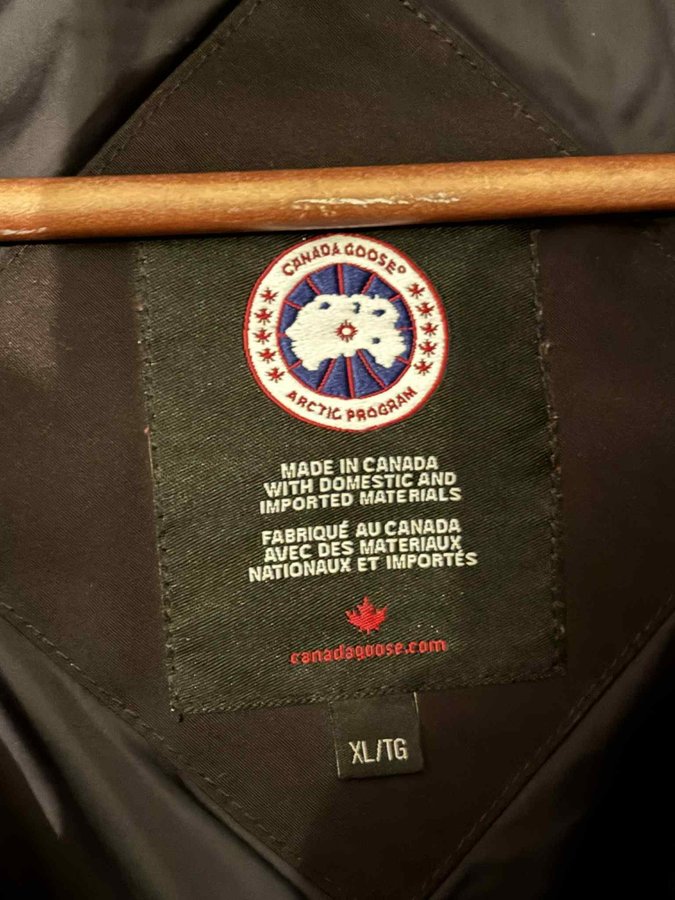 CANADA GOOSE®
ARCTIC PROGRAM
MADE IN CANADA
WITH DOMESTIC AND
IMPORTED MATERIALS
FABRIQUÉ AU CANADA
AVEC DES MATERIAUX
NATIONAUX ET IMPORTÉS
canadagoose.com
XL/TG